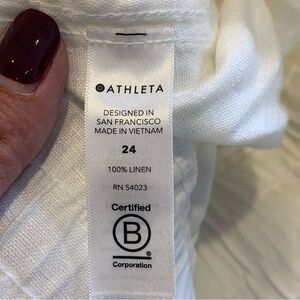 ATHLETA
DESIGNED IN
SAN FRANCISCO
MADE IN VIETNAM
24
100% LINEN
RN 54023
Certified
B
Corporation